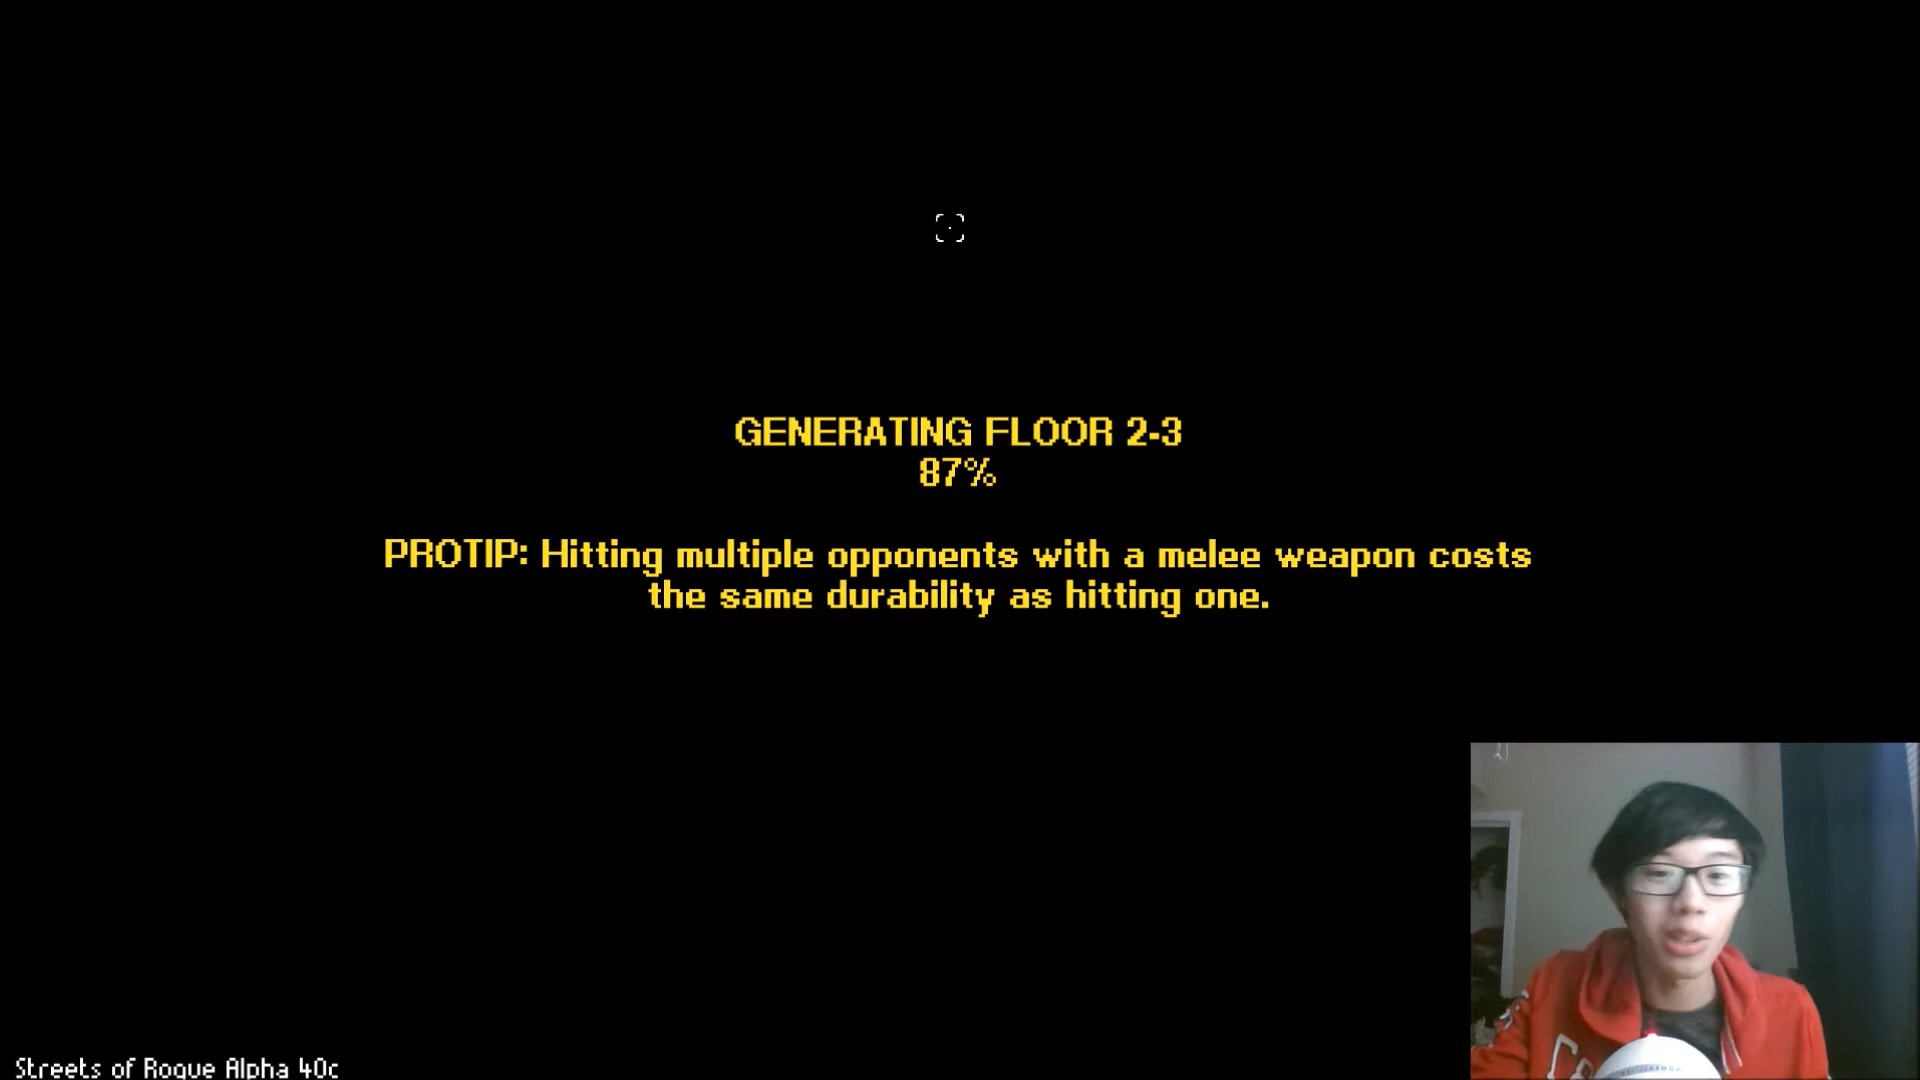 GENERATING FLOOR 2-3
87%
PROTIP: Hitting multiple opponents with a melee weapon costs
the same durability as hitting one.
Streets of Rogue Alpha 40c